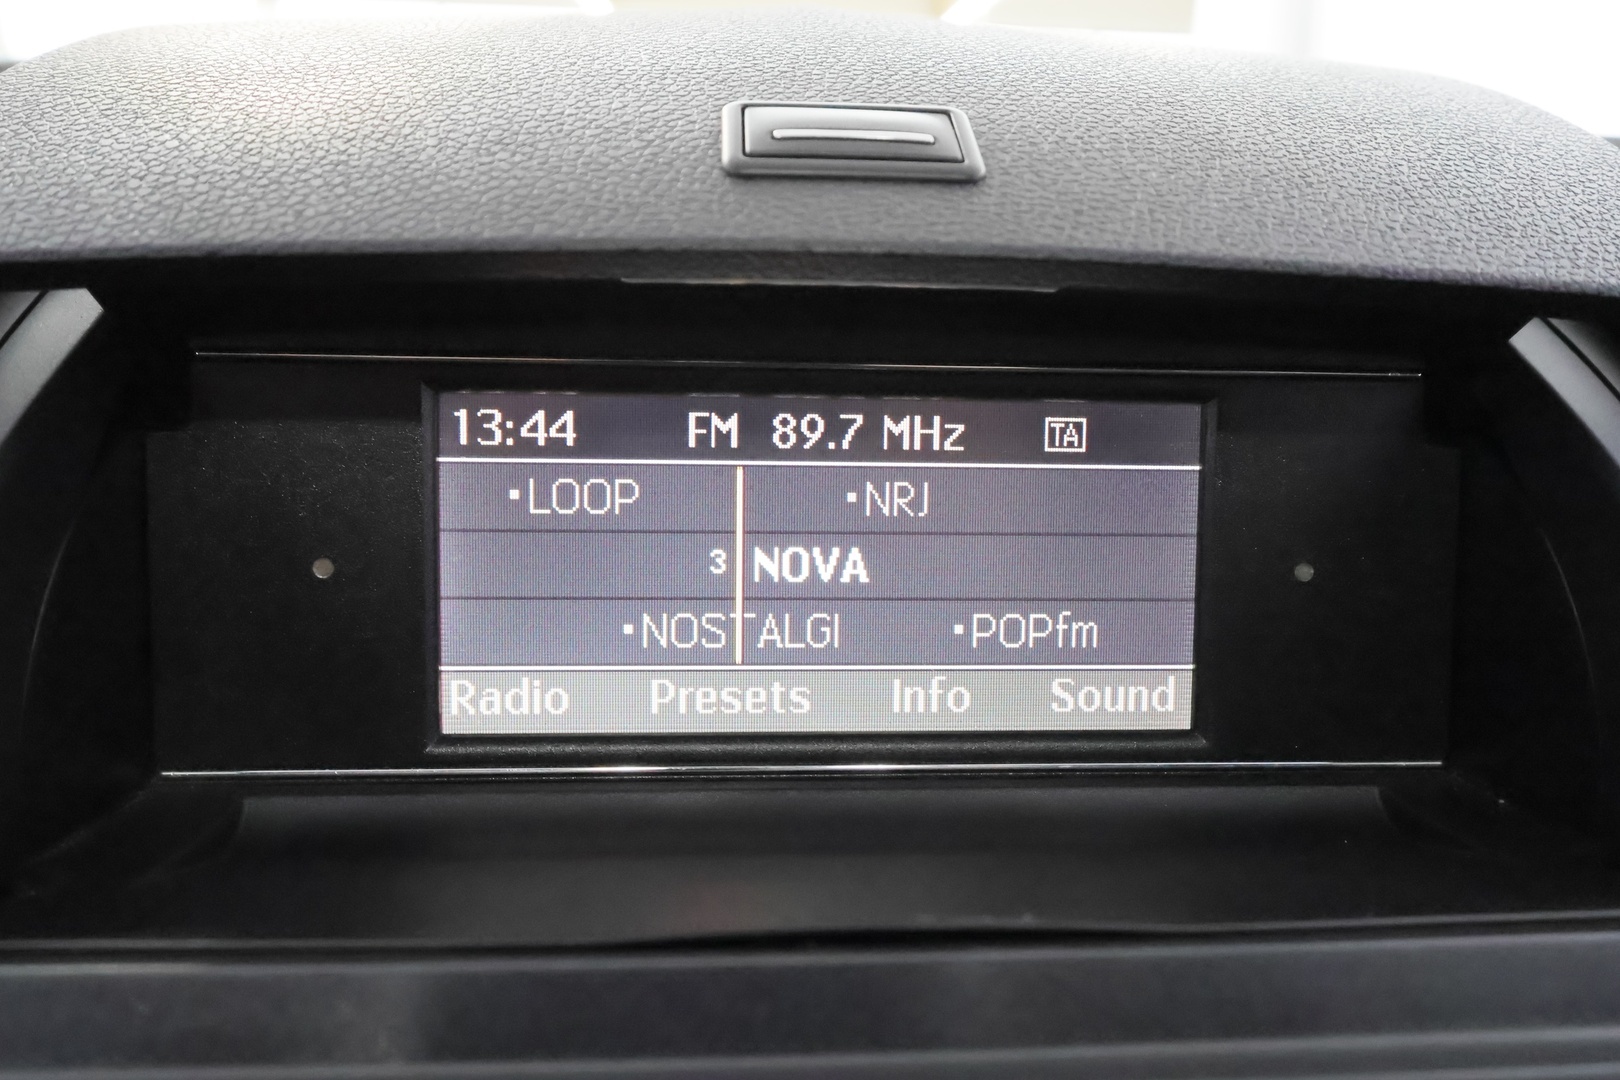 13:44 FM 89.7 MHz TA
·LOOP ·NRJ
3 NOVA
·NOSTALGI ·POPfm
Radio Presets Info Sound